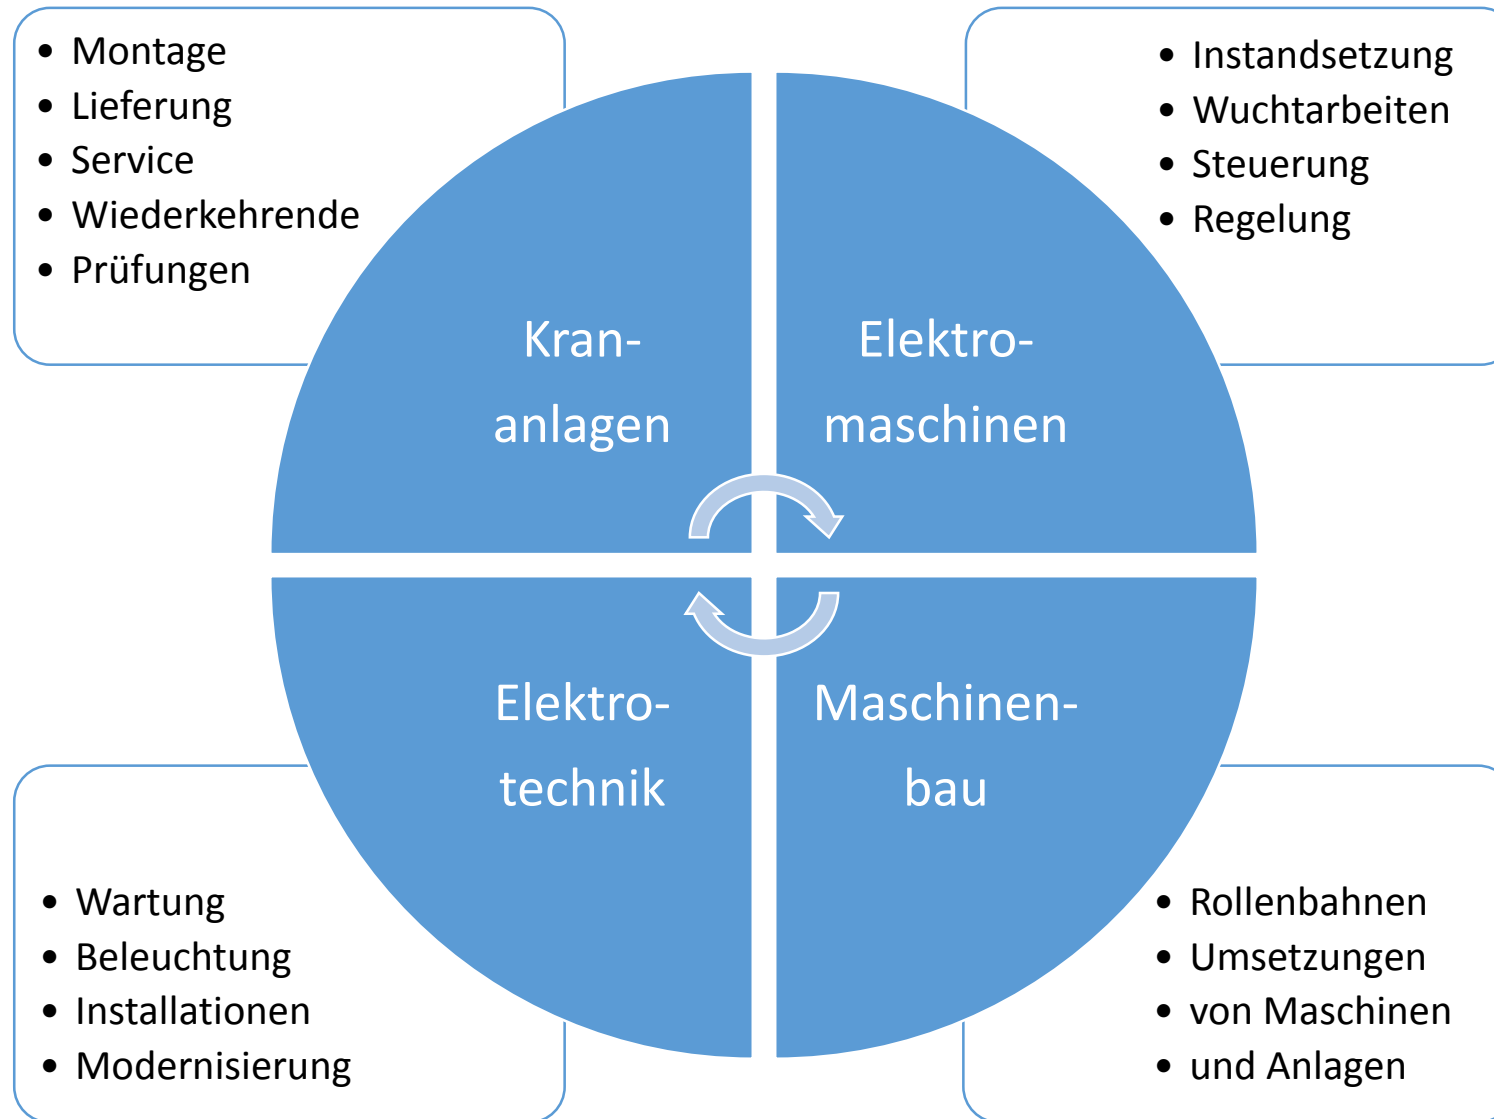 • Montage
• Lieferung
• Service
• Wiederkehrende
• Prüfungen
• Instandsetzung
• Wuchtarbeiten
• Steuerung
• Regelung
Kran-
anlagen
Elektro-
maschinen
Elektro-
technik
Maschinen-
bau
• Wartung
• Beleuchtung
• Installationen
• Modernisierung
• Rollenbahnen
• Umsetzungen
• von Maschinen
• und Anlagen